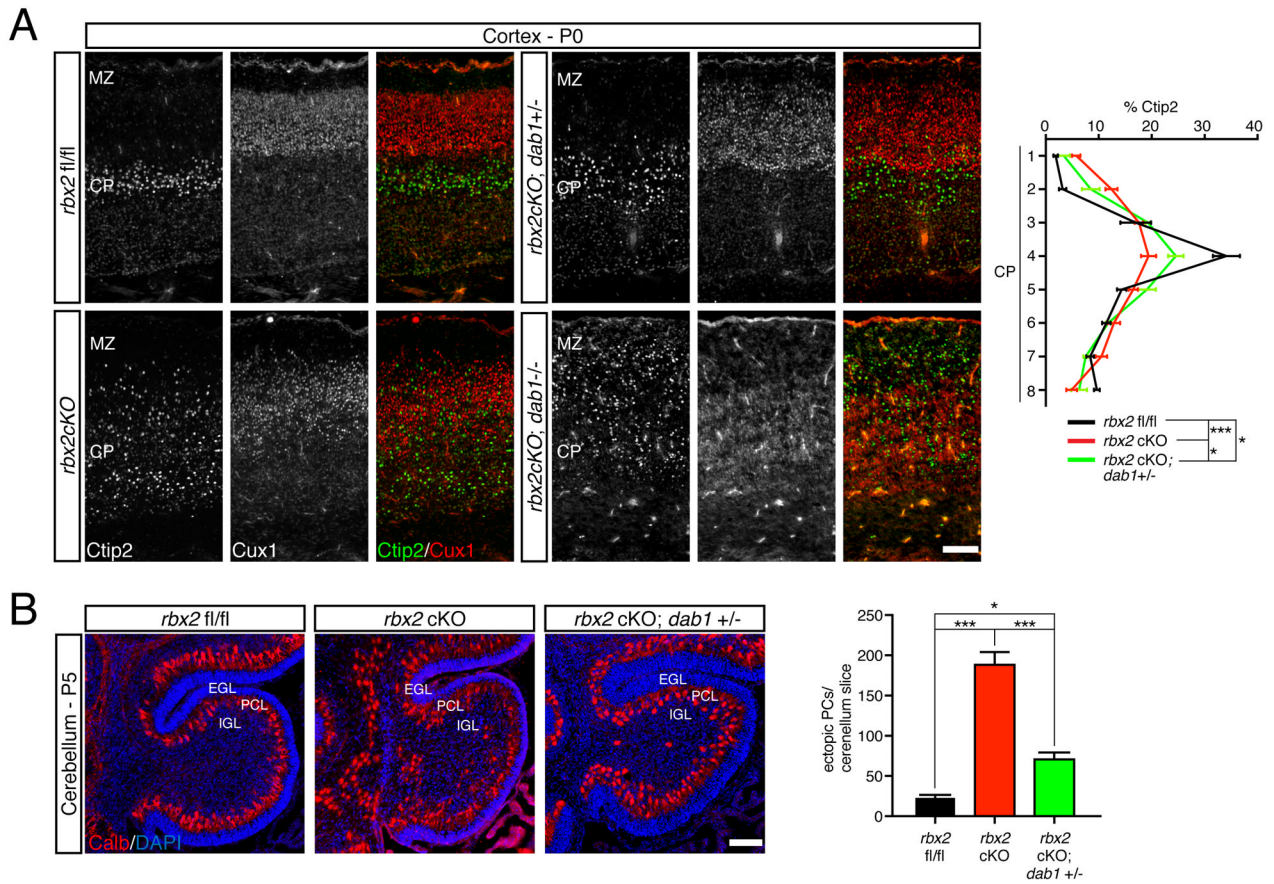 A
Cortex - P0
rbx2 fl/fl
MZ
CP
rbx2cKO; dab1+/-
MZ
CP
rbx2cKO
MZ
CP
Ctip2
Cux1
Ctip2/Cux1
rbx2cKO; dab1-/-
MZ
CP
% Ctip2
0 10 20 30 40
1
2
3
4
5
6
7
8
CP
rbx2 fl/fl
rbx2 cKO
rbx2 cKO;
dab1+/-
***
*
*
B
rbx2 fl/fl
rbx2 cKO
rbx2 cKO; dab1 +/-
Cerebellum - P5
EGL
PCL
IGL
Calb/DAPI
EGL
PCL
IGL
EGL
PCL
IGL
ectopic PCs/
cerenellum slice
250
200
150
100
50
0
*
*** ***
rbx2
fl/fl
rbx2
cKO
rbx2
cKO;
dab1 +/-